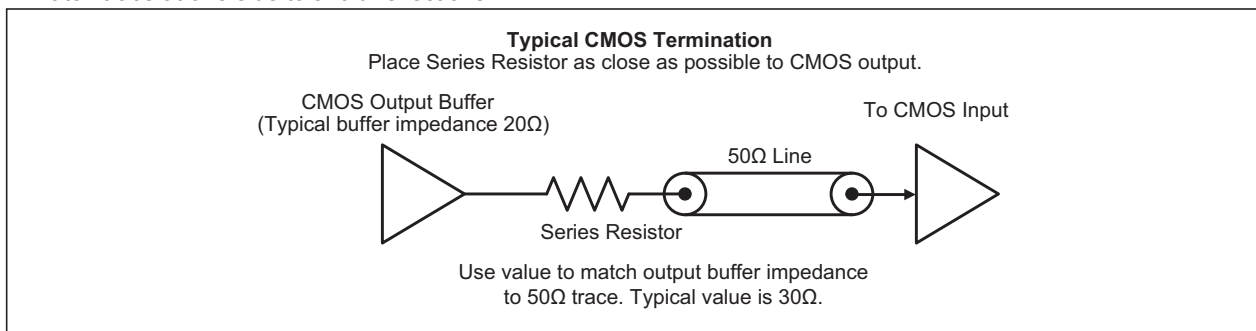 Typical CMOS Termination
Place Series Resistor as close as possible to CMOS output.
CMOS Output Buffer
(Typical buffer impedance 20Ω)
To CMOS Input
50Ω Line
Series Resistor
Use value to match output buffer impedance
to 50Ω trace. Typical value is 30Ω.